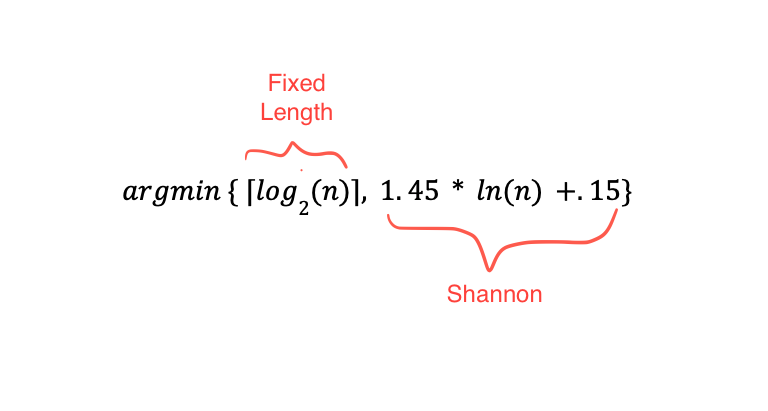 Fixed
Length
argmin { ⌈log₂(n)⌉, 1.45 * ln(n) +.15}
Shannon